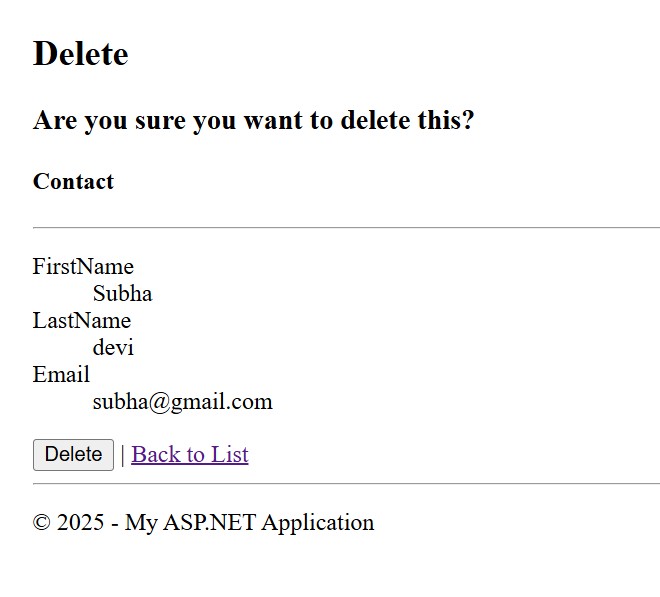 Delete
Are you sure you want to delete this?
Contact
FirstName
Subha
LastName
devi
Email
subha@gmail.com
Delete | Back to List
© 2025 - My ASP.NET Application